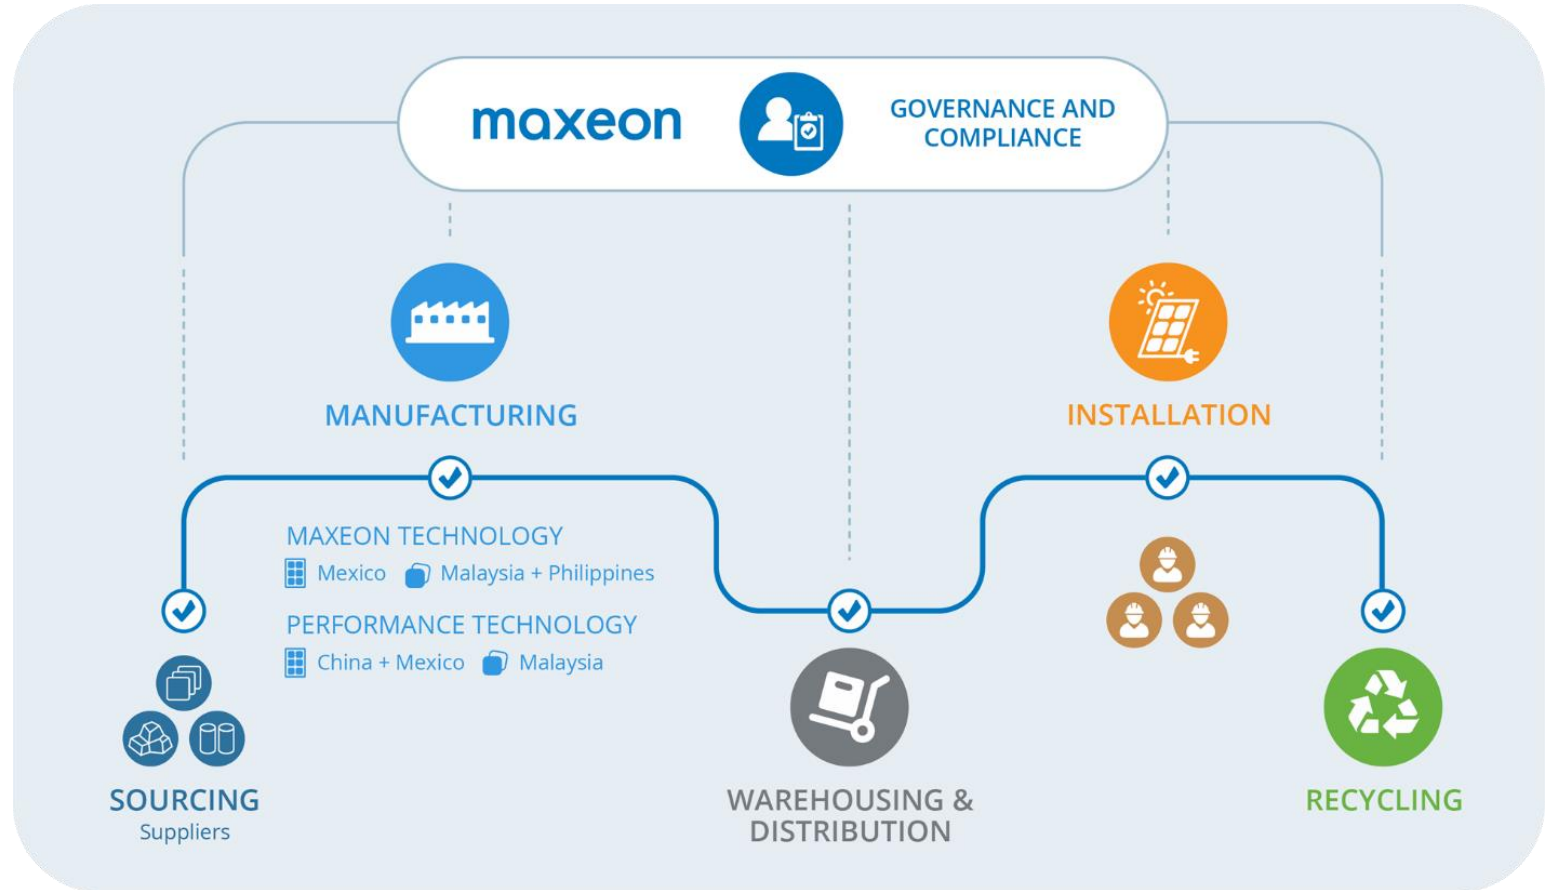 maxeon
GOVERNANCE AND
COMPLIANCE
MANUFACTURING
INSTALLATION
MAXEON TECHNOLOGY
Mexico Malaysia + Philippines
PERFORMANCE TECHNOLOGY
China + Mexico Malaysia
SOURCING
Suppliers
WAREHOUSING &
DISTRIBUTION
RECYCLING